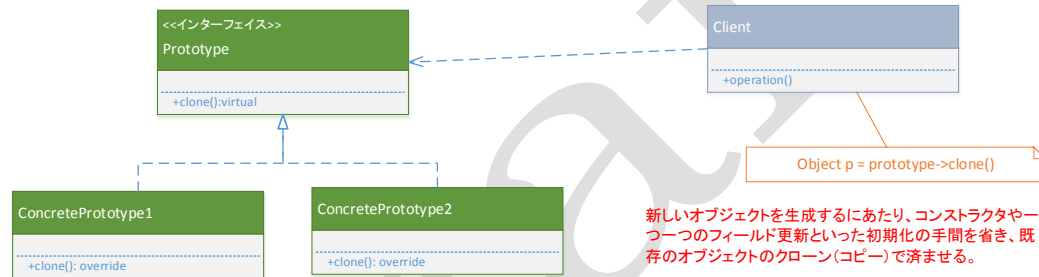 <<インターフェイス>>
Prototype
+clone():virtual
Client
+operation()
Object p = prototype->clone()
ConcretePrototype1
+clone(): override
ConcretePrototype2
+clone(): override
新しいオブジェクトを生成するにあたり、コンストラクタや一
つ一つのフィールド更新といった初期化の手間を省き、既
存のオブジェクトのクローン(コピー)で済ませる。